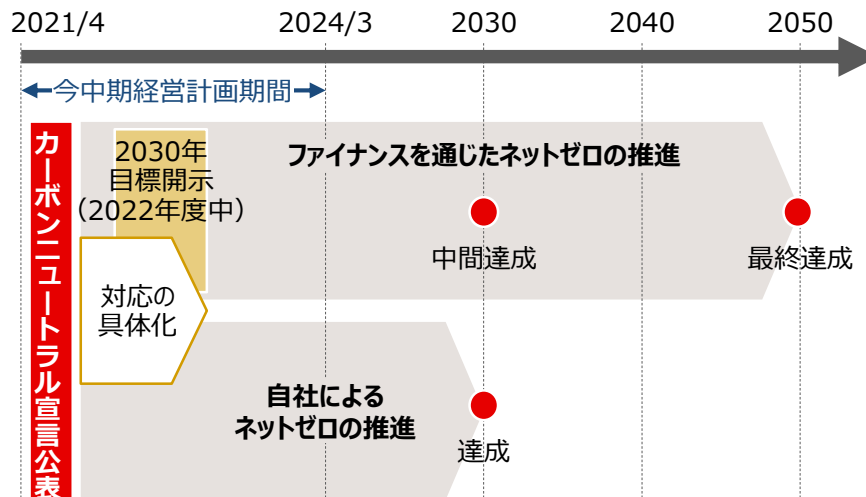 2021/4
2024/3
2030
2040
2050
今中期経営計画期間
カーボンニュートラル宣言公表
2030年
目標開示
（2022年度中）
ファイナンスを通じたネットゼロの推進
中間達成
最終達成
対応の
具体化
自社による
ネットゼロの推進
達成